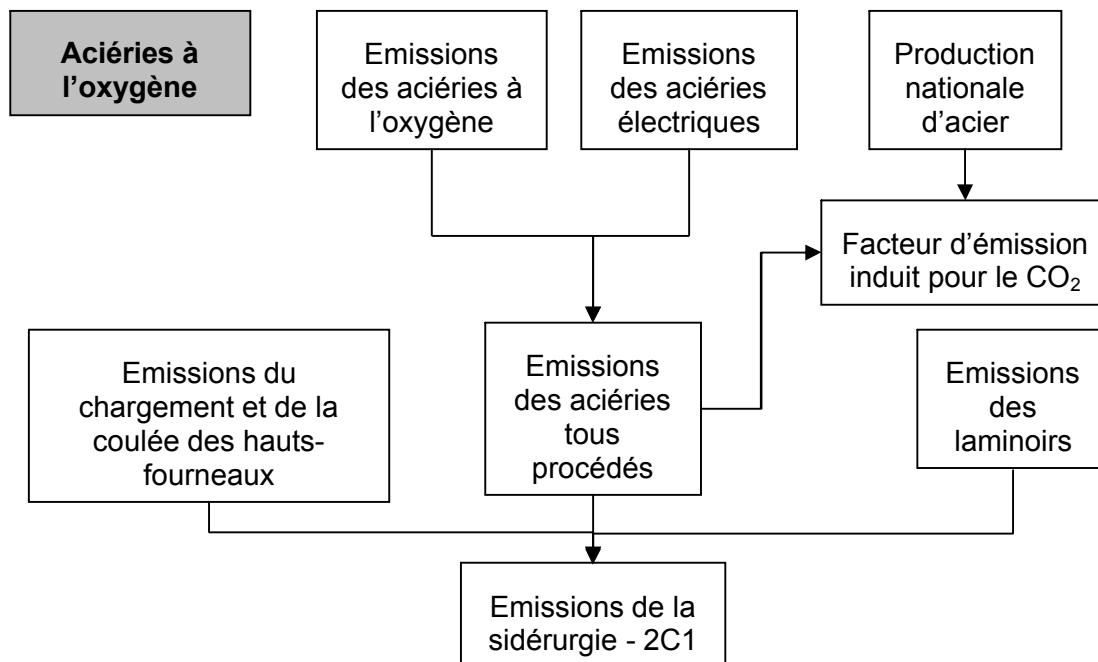 Aciéries à
l’oxygène
Emissions
des aciéries à
l’oxygène
Emissions
des aciéries
électriques
Production
nationale
d’acier
Facteur d’émission
induit pour le CO₂
Emissions du
chargement et de la
coulée des hauts-
fourneaux
Emissions
des aciéries
tous
procédés
Emissions
des
laminoirs
Emissions de la
sidérurgie - 2C1